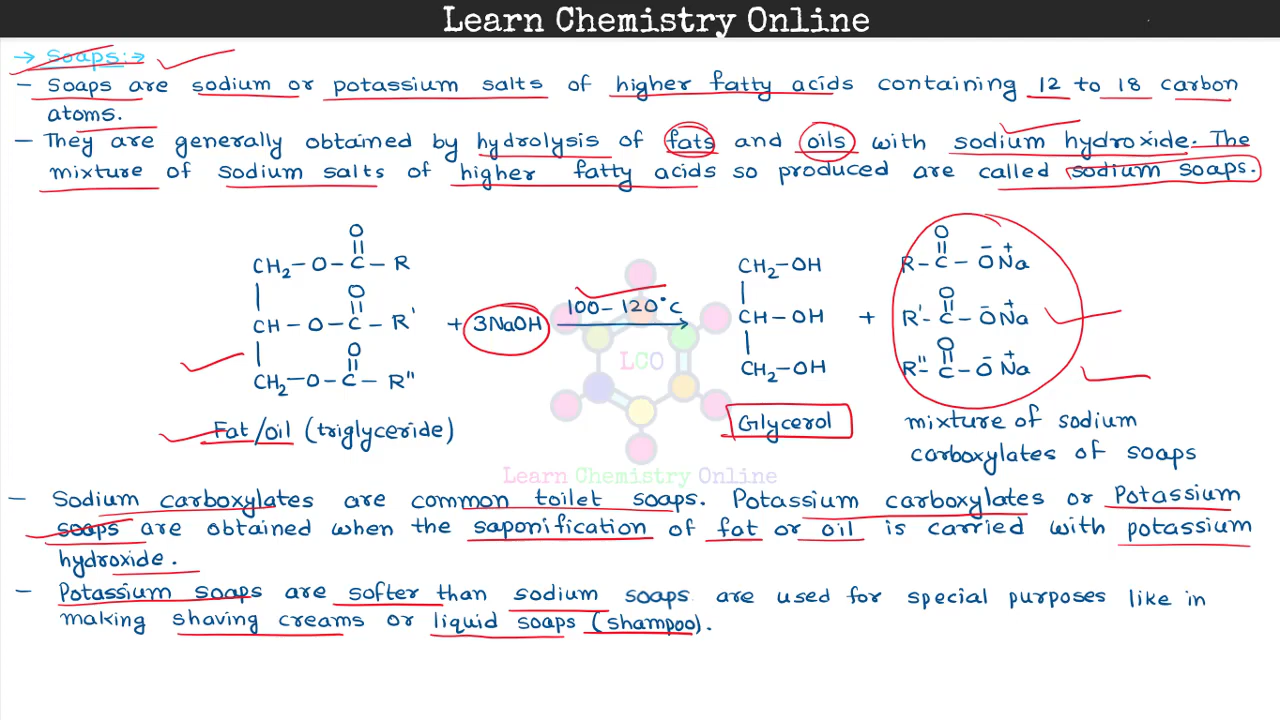 Learn Chemistry Online
→ Soaps:→
- Soaps are sodium or potassium salts of higher fatty acids containing 12 to 18 carbon
atoms.
- They are generally obtained by hydrolysis of fats and oils with sodium hydroxide. The
mixture of sodium salts of higher fatty acids so produced are called sodium soaps.
O
||
CH₂-O-C-R
O
||
CH-O-C-R'
O
||
CH₂-O-C-R"
+ 3NaOH
100-120°C
CH₂-OH
CH-OH
CH₂-OH
+
O
||
R-C-O⁻Na⁺
O
||
R'-C-O⁻Na⁺
O
||
R"-C-O⁻Na⁺
LCO
Fat/oil (triglyceride)
Glycerol
mixture of sodium
carboxylates of soaps
Learn Chemistry Online
- Sodium carboxylates are common toilet soaps. Potassium carboxylates or Potassium
soaps are obtained when the saponification of fat or oil is carried with potassium
hydroxide.
- Potassium soaps are softer than sodium soaps are used for special purposes like in
making shaving creams or liquid soaps (shampoo).